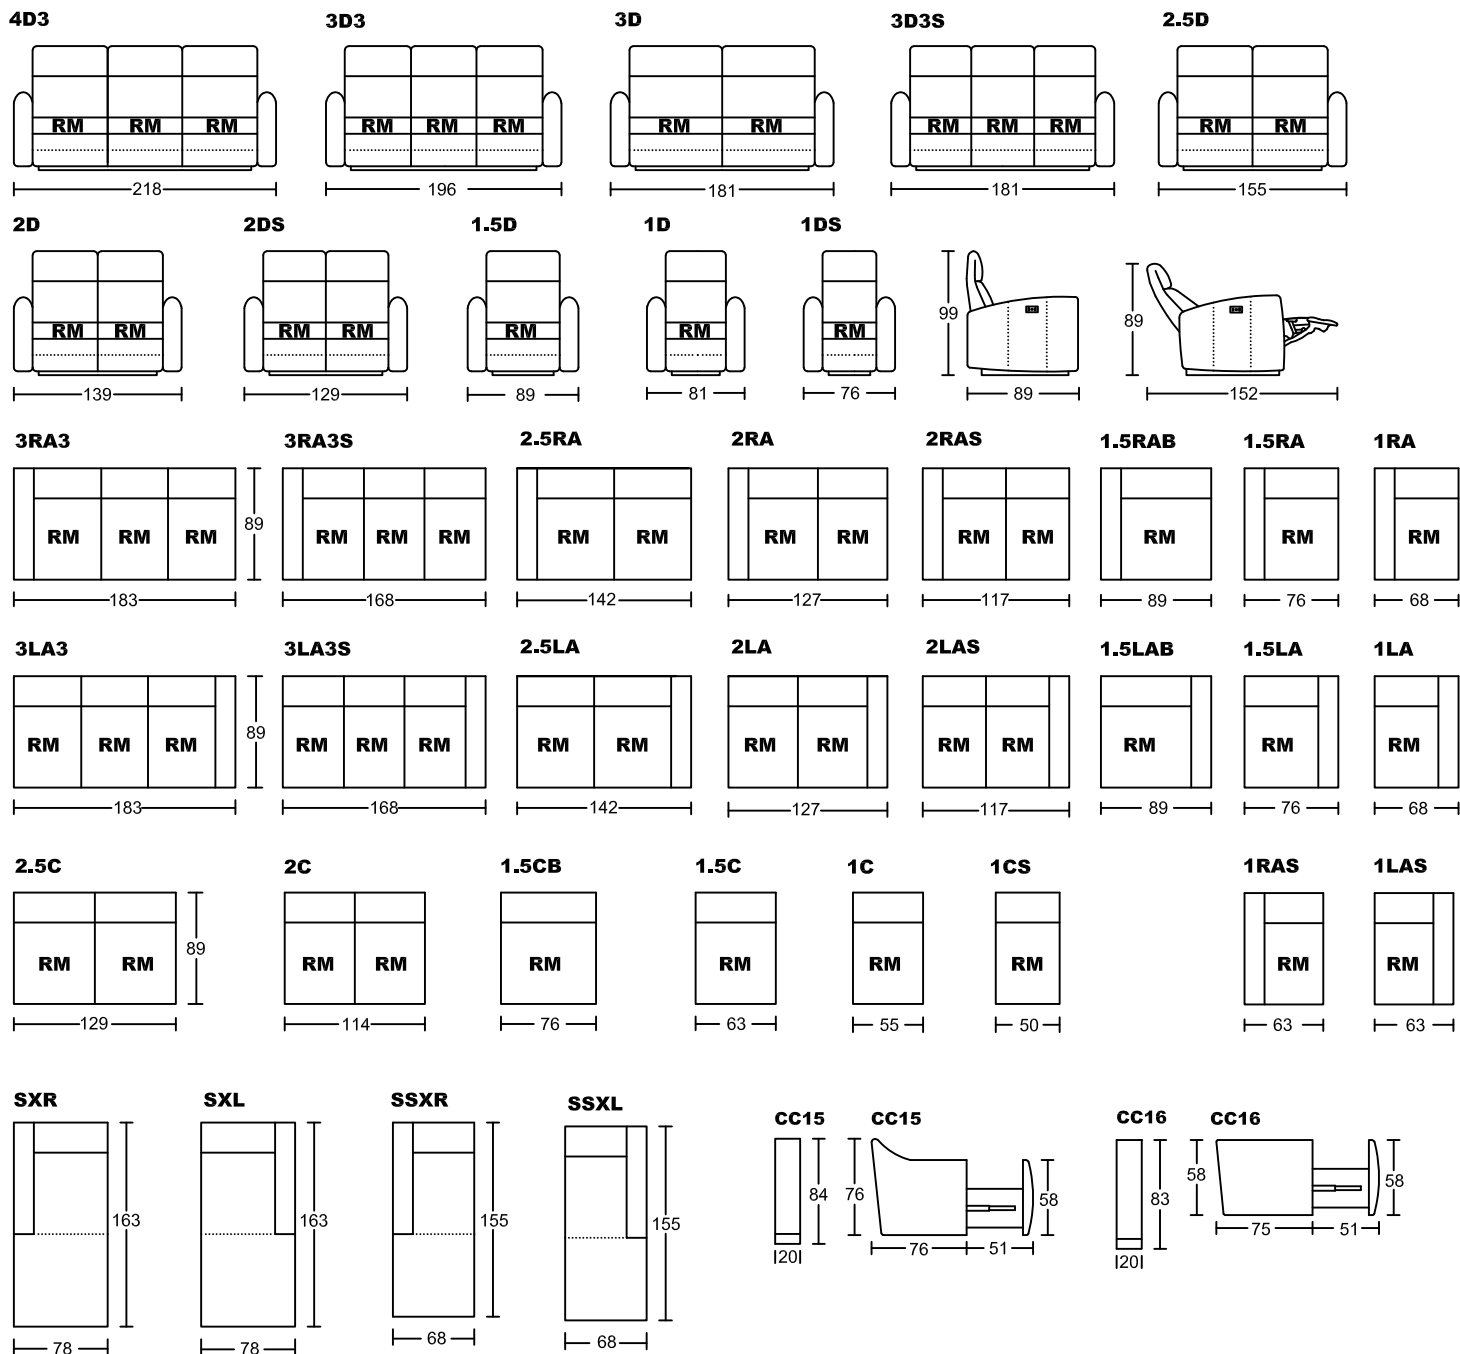 4D3 3D3 3D 3D3S 2.5D
RM RM RM RM RM RM RM RM RM RM RM RM RM
218 196 181 181 155
2D 2DS 1.5D 1D 1DS
99 89
RM RM RM RM RM RM RM
139 129 89 81 76 89 152
3RA3 3RA3S 2.5RA 2RA 2RAS 1.5RAB 1.5RA 1RA
89
RM RM RM RM RM RM RM RM RM RM RM RM RM RM RM
183 168 142 127 117 89 76 68
3LA3 3LA3S 2.5LA 2LA 2LAS 1.5LAB 1.5LA 1LA
89
RM RM RM RM RM RM RM RM RM RM RM RM RM RM RM
183 168 142 127 117 89 76 68
2.5C 2C 1.5CB 1.5C 1C 1CS 1RAS 1LAS
89
RM RM RM RM RM RM RM RM RM RM
129 114 76 63 55 50 63 63
SXR SXL SSXR SSXL CC15 CC15 CC16 CC16
163 163 155 155 84 76 58 83 58 58
76 51 75 51
20 20
78 78 68 68